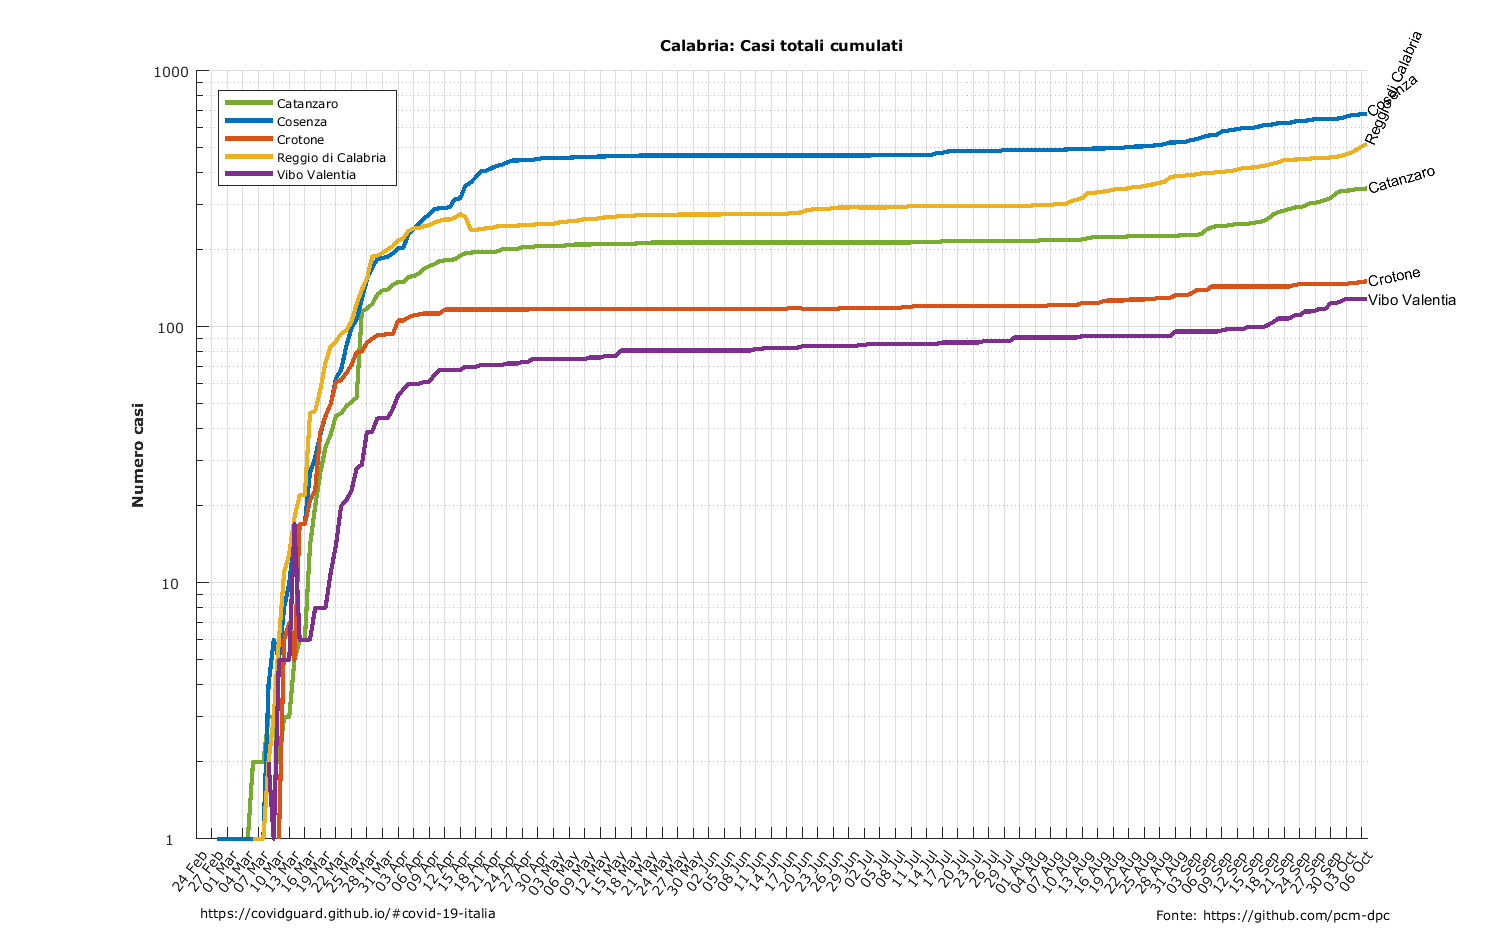 Calabria: Casi totali cumulati
1000
100
10
1
Numero casi
Catanzaro
Cosenza
Crotone
Reggio di Calabria
Vibo Valentia
Reggio di Calabria
Cosenza
Catanzaro
Crotone
Vibo Valentia
24 Feb
27 Feb
01 Mar
04 Mar
07 Mar
10 Mar
13 Mar
16 Mar
19 Mar
22 Mar
25 Mar
28 Mar
31 Mar
03 Apr
06 Apr
09 Apr
12 Apr
15 Apr
18 Apr
21 Apr
24 Apr
27 Apr
30 Apr
03 May
06 May
09 May
12 May
15 May
18 May
21 May
24 May
27 May
30 May
02 Jun
05 Jun
08 Jun
11 Jun
14 Jun
17 Jun
20 Jun
23 Jun
26 Jun
29 Jun
02 Jul
05 Jul
08 Jul
11 Jul
14 Jul
17 Jul
20 Jul
23 Jul
26 Jul
29 Jul
01 Aug
04 Aug
07 Aug
10 Aug
13 Aug
16 Aug
19 Aug
22 Aug
25 Aug
28 Aug
31 Aug
03 Sep
06 Sep
09 Sep
12 Sep
15 Sep
18 Sep
21 Sep
24 Sep
27 Sep
30 Sep
03 Oct
06 Oct
https://covidguard.github.io/#covid-19-italia
Fonte: https://github.com/pcm-dpc